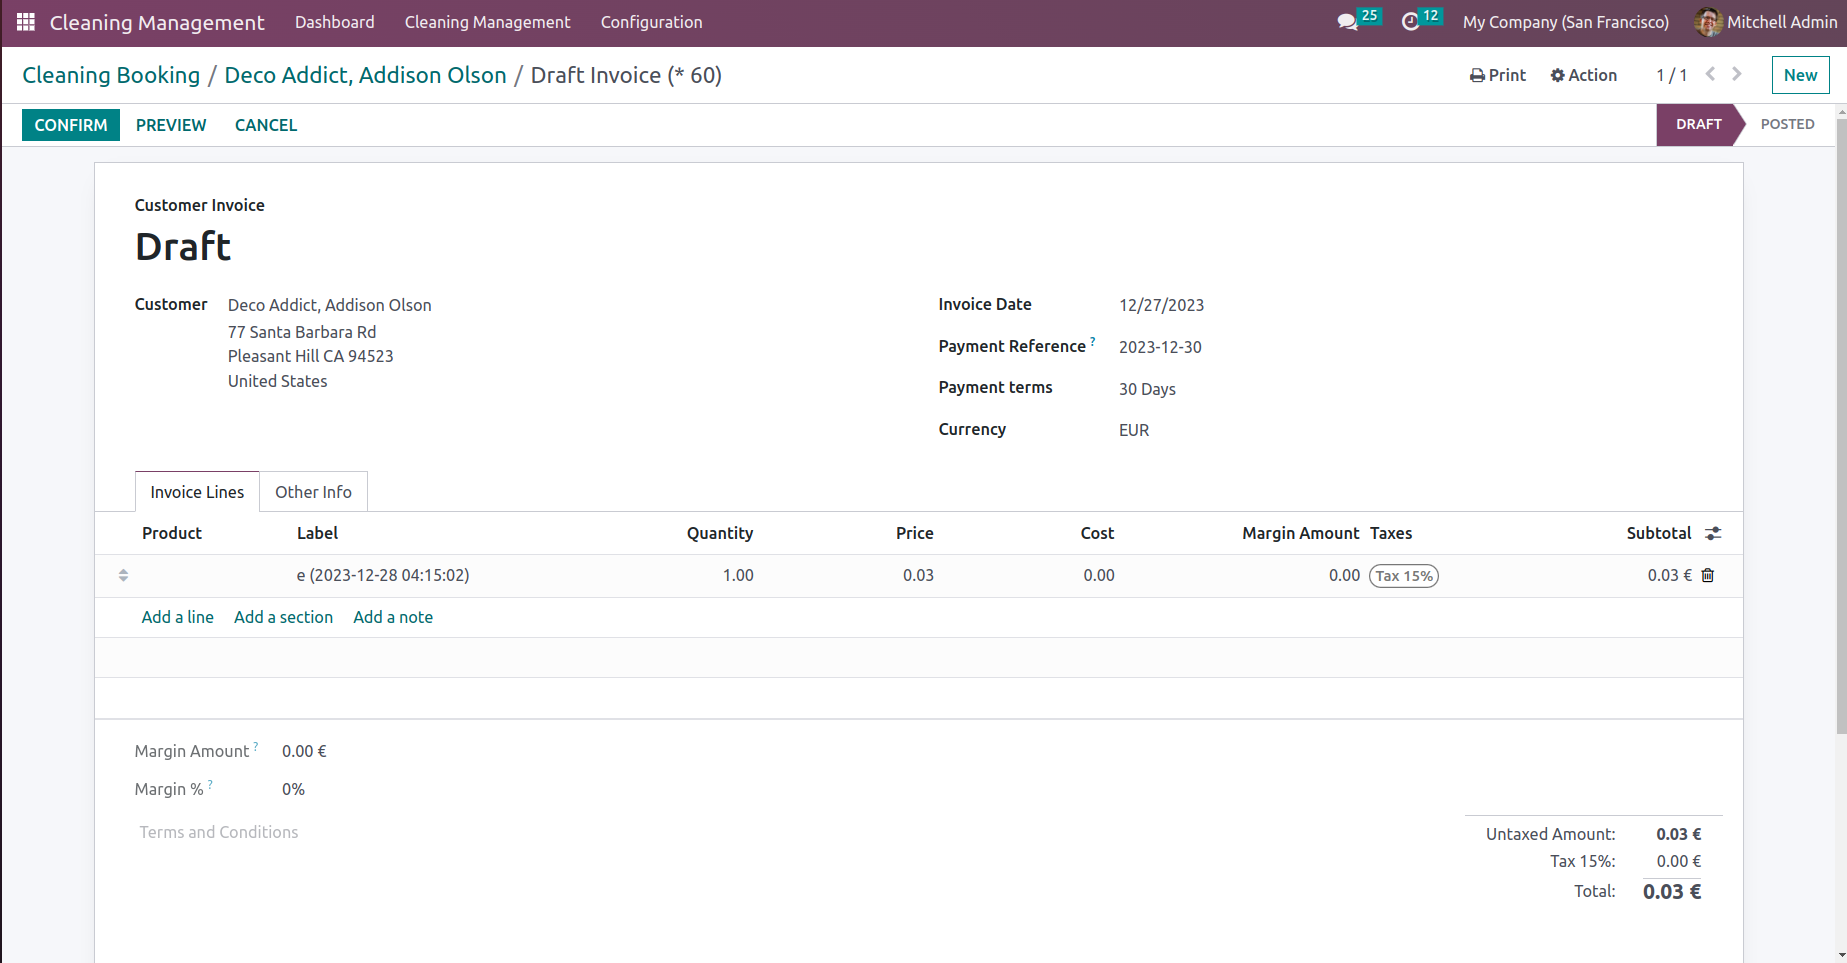 Cleaning Management Dashboard Cleaning Management Configuration 25 12 My Company (San Francisco) Mitchell Admin
Cleaning Booking / Deco Addict, Addison Olson / Draft Invoice (* 60) Print Action 1 / 1 New
CONFIRM PREVIEW CANCEL DRAFT POSTED
Customer Invoice
Draft
Customer Deco Addict, Addison Olson
77 Santa Barbara Rd
Pleasant Hill CA 94523
United States
Invoice Date 12/27/2023
Payment Reference ? 2023-12-30
Payment terms 30 Days
Currency EUR
Invoice Lines Other Info
Product Label Quantity Price Cost Margin Amount Taxes Subtotal
e (2023-12-28 04:15:02) 1.00 0.03 0.00 0.00 Tax 15% 0.03 €
Add a line Add a section Add a note
Margin Amount ? 0.00 €
Margin % ? 0%
Terms and Conditions
Untaxed Amount: 0.03 €
Tax 15%: 0.00 €
Total: 0.03 €